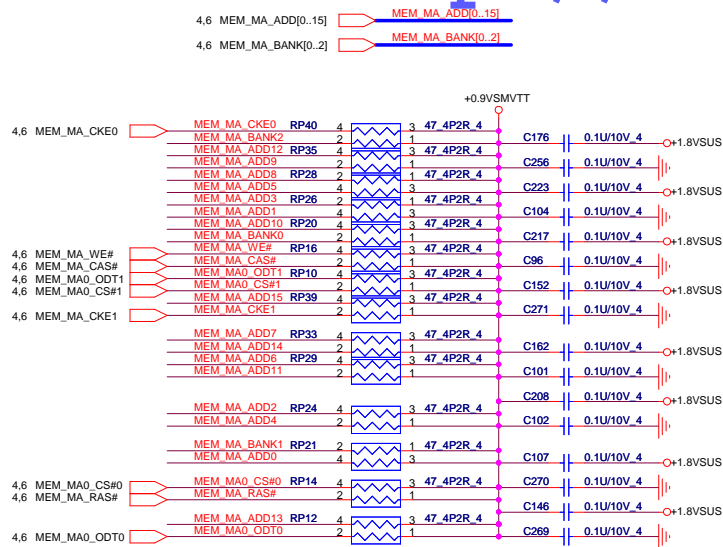 4,6 MEM_MA_ADD[0..15] MEM_MA_ADD[0..15]
4,6 MEM_MA_BANK[0..2] MEM_MA_BANK[0..2]
+0.9VSMVTT
4,6 MEM_MA_CKE0 MEM_MA_CKE0 RP40 4 3 47_4P2R_4
MEM_MA_BANK2 2 1 C176 0.1U/10V_4 +1.8VSUS
MEM_MA_ADD12 RP35 4 3 47_4P2R_4
MEM_MA_ADD9 2 1 C256 0.1U/10V_4
MEM_MA_ADD8 RP28 2 1 47_4P2R_4
MEM_MA_ADD5 4 3 C223 0.1U/10V_4 +1.8VSUS
MEM_MA_ADD3 RP26 2 1 47_4P2R_4
MEM_MA_ADD1 4 3 C104 0.1U/10V_4
MEM_MA_ADD10 RP20 4 3 47_4P2R_4
MEM_MA_BANK0 2 1 C217 0.1U/10V_4 +1.8VSUS
4,6 MEM_MA_WE# MEM_MA_WE# RP16 4 3 47_4P2R_4
4,6 MEM_MA_CAS# MEM_MA_CAS# 2 1 C96 0.1U/10V_4
4,6 MEM_MA0_ODT1 MEM_MA0_ODT1 RP10 4 3 47_4P2R_4
4,6 MEM_MA0_CS#1 MEM_MA0_CS#1 2 1 C152 0.1U/10V_4 +1.8VSUS
MEM_MA_ADD15 RP39 4 3 47_4P2R_4
4,6 MEM_MA_CKE1 MEM_MA_CKE1 2 1 C271 0.1U/10V_4
MEM_MA_ADD7 RP33 4 3 47_4P2R_4
MEM_MA_ADD14 2 1 C162 0.1U/10V_4 +1.8VSUS
MEM_MA_ADD6 RP29 4 3 47_4P2R_4
MEM_MA_ADD11 2 1 C101 0.1U/10V_4
C208 0.1U/10V_4 +1.8VSUS
MEM_MA_ADD2 RP24 4 3 47_4P2R_4
MEM_MA_ADD4 2 1 C102 0.1U/10V_4
MEM_MA_BANK1 RP21 2 1 47_4P2R_4
MEM_MA_ADD0 4 3 C107 0.1U/10V_4 +1.8VSUS
4,6 MEM_MA0_CS#0 MEM_MA0_CS#0 RP14 4 3 47_4P2R_4 C270 0.1U/10V_4
4,6 MEM_MA_RAS# MEM_MA_RAS# 2 1
C146 0.1U/10V_4 +1.8VSUS
MEM_MA_ADD13 RP12 4 3 47_4P2R_4
4,6 MEM_MA0_ODT0 MEM_MA0_ODT0 2 1 C269 0.1U/10V_4